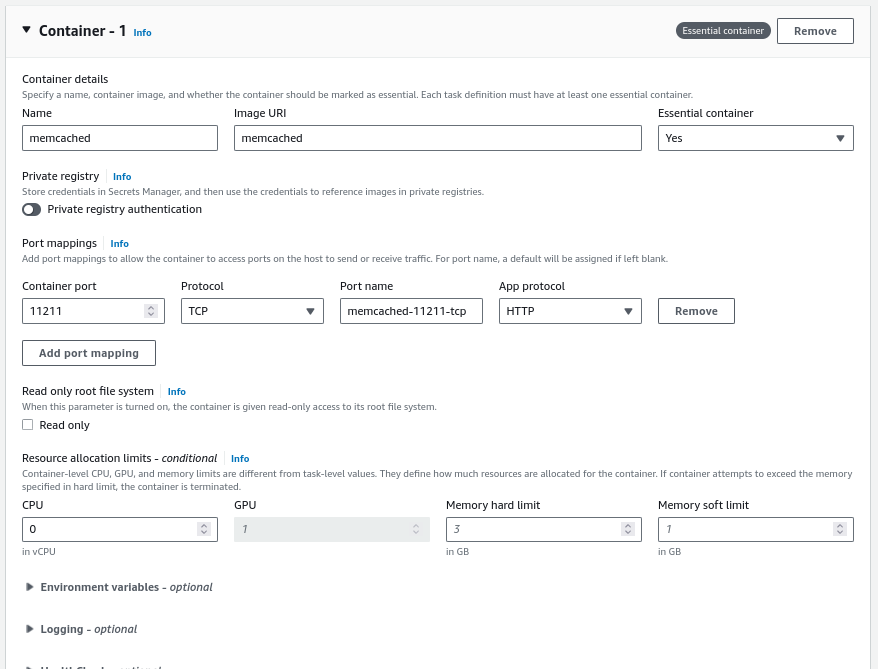 Container - 1 Info Essential container Remove
Container details
Specify a name, container image, and whether the container should be marked as essential. Each task definition must have at least one essential container.
Name Image URI Essential container
memcached memcached Yes
Private registry Info
Store credentials in Secrets Manager, and then use the credentials to reference images in private registries.
Private registry authentication
Port mappings Info
Add port mappings to allow the container to access ports on the host to send or receive traffic. For port name, a default will be assigned if left blank.
Container port Protocol Port name App protocol
11211 TCP memcached-11211-tcp HTTP Remove
Add port mapping
Read only root file system Info
When this parameter is turned on, the container is given read-only access to its root file system.
Read only
Resource allocation limits - conditional Info
Container-level CPU, GPU, and memory limits are different from task-level values. They define how much resources are allocated for the container. If container attempts to exceed the memory
specified in hard limit, the container is terminated.
CPU GPU Memory hard limit Memory soft limit
0 1 3 1
in vCPU in GB in GB
Environment variables - optional
Logging - optional